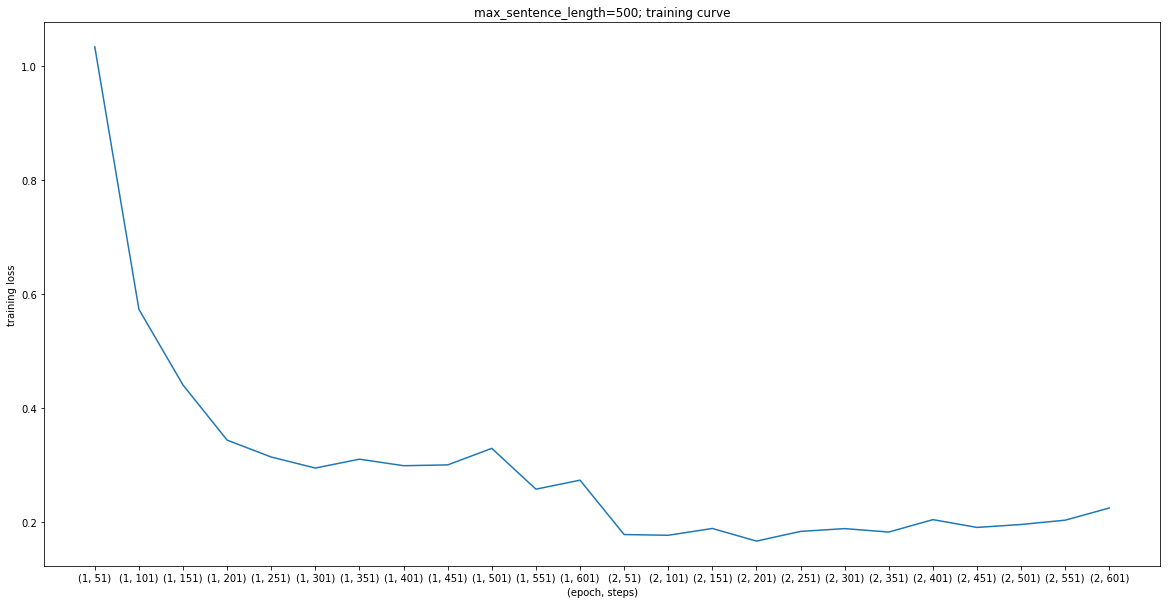 max_sentence_length=500; training curve
training loss
1.0
0.8
0.6
0.4
0.2
(1, 51) (1, 101) (1, 151) (1, 201) (1, 251) (1, 301) (1, 351) (1, 401) (1, 451) (1, 501) (1, 551) (1, 601) (2, 51) (2, 101) (2, 151) (2, 201) (2, 251) (2, 301) (2, 351) (2, 401) (2, 451) (2, 501) (2, 551) (2, 601)
(epoch, steps)